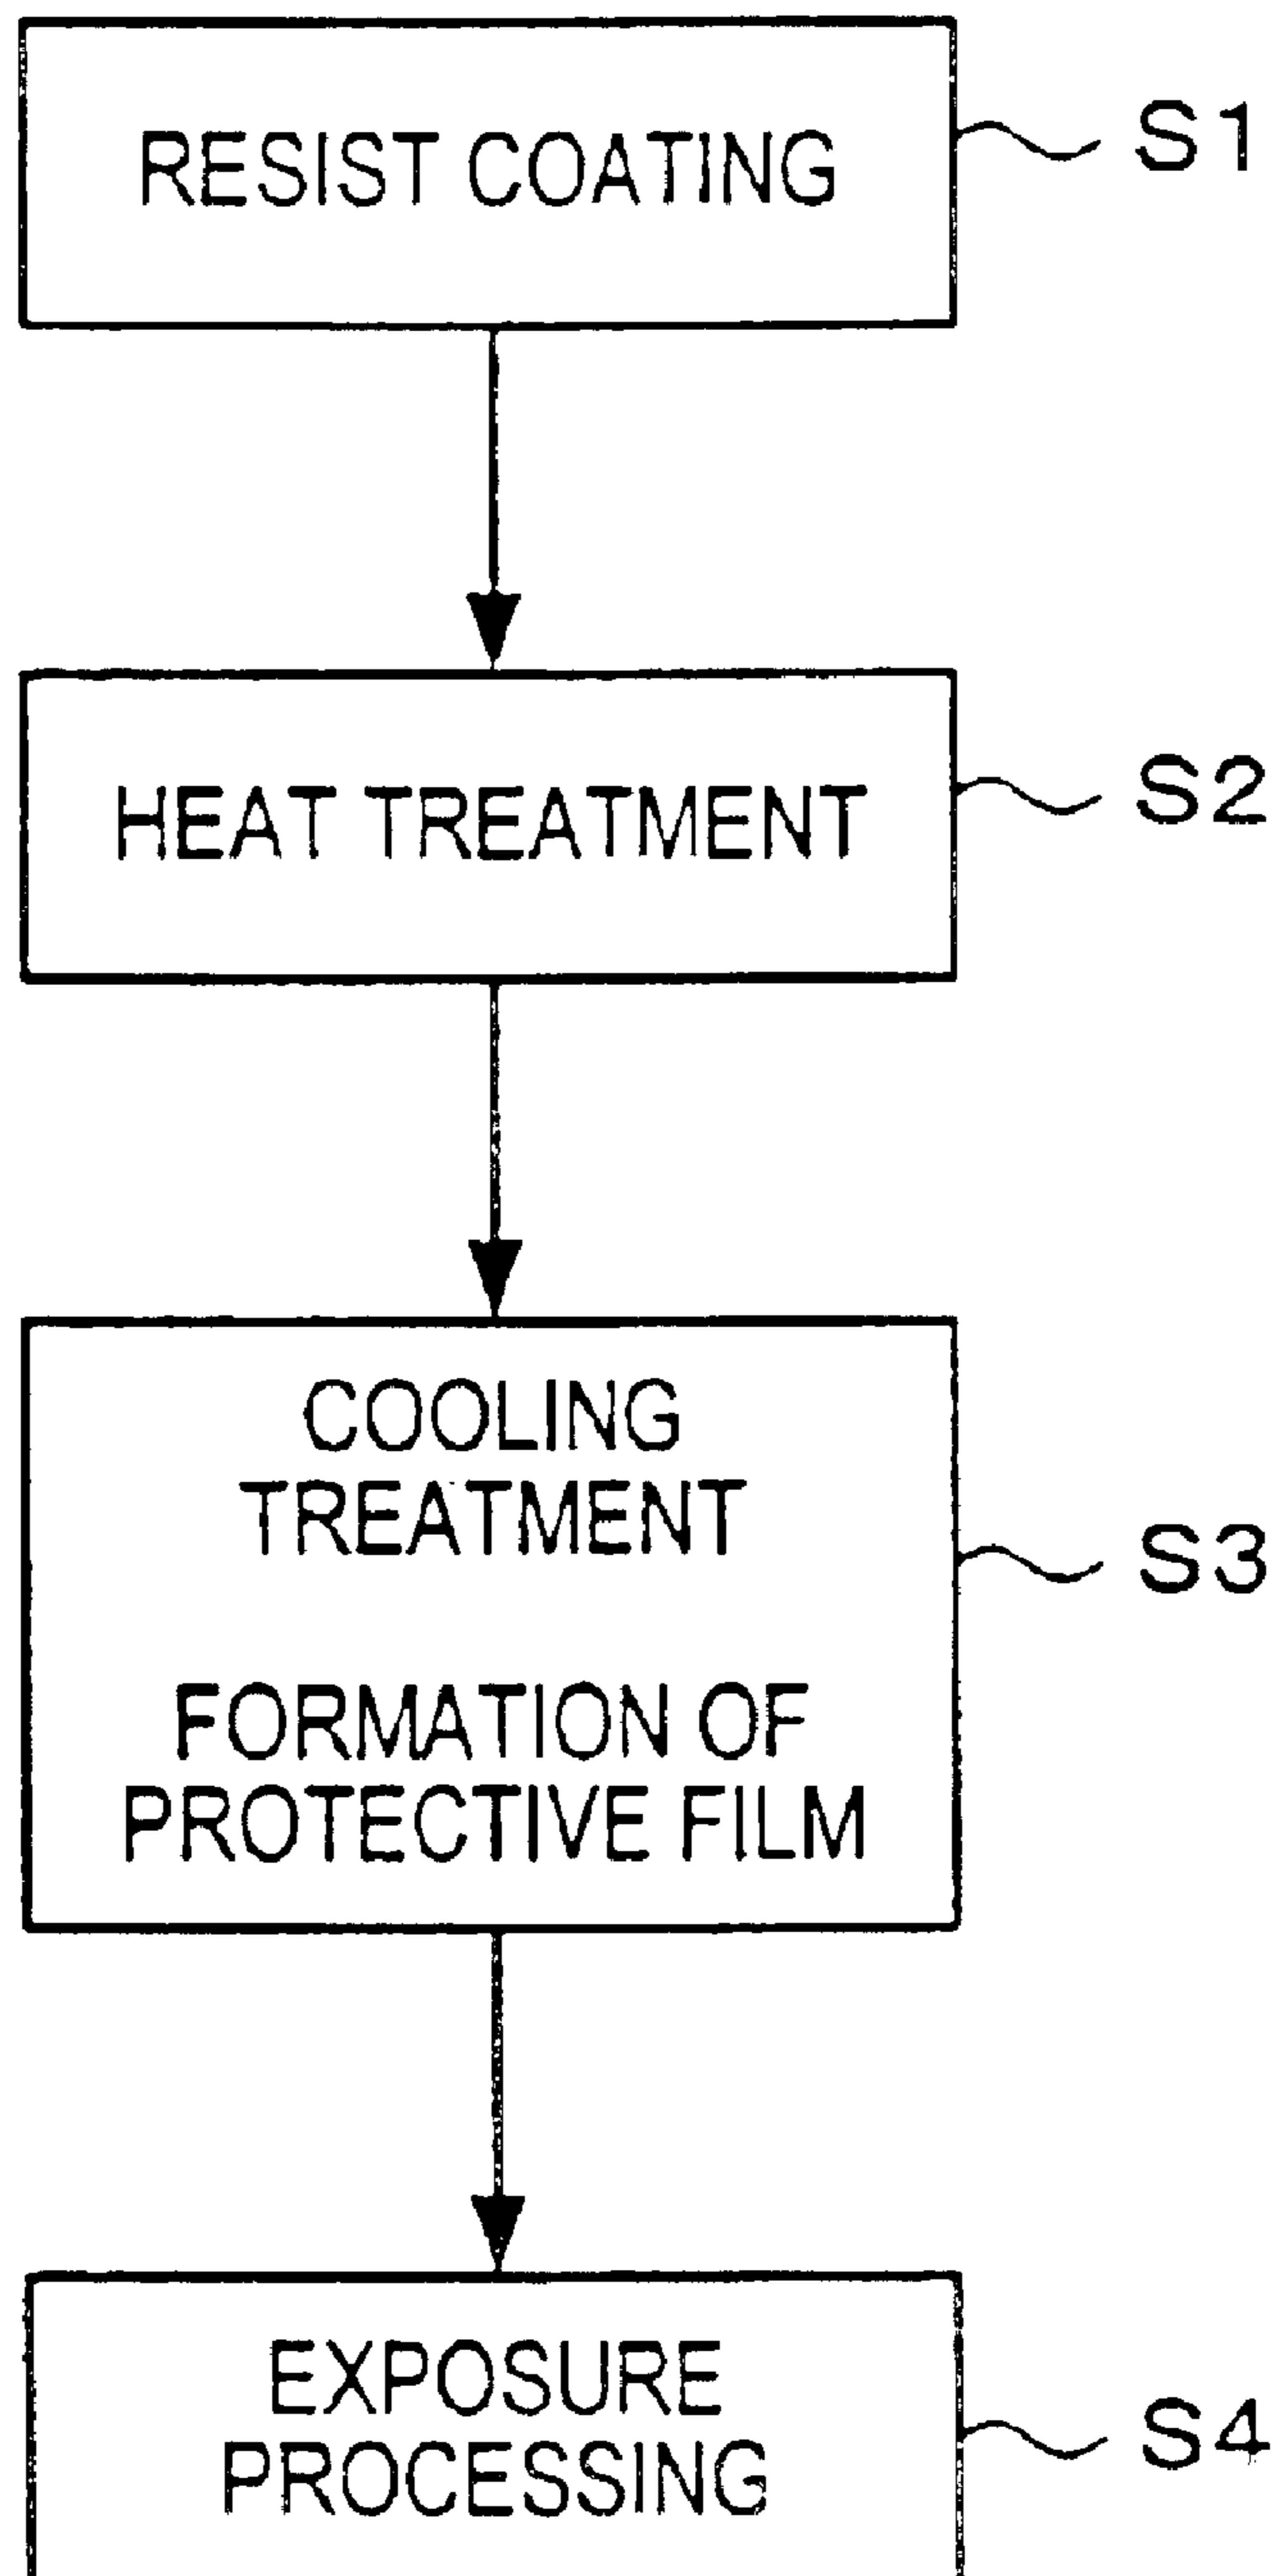 RESIST COATING
S1
HEAT TREATMENT
S2
COOLING
TREATMENT
FORMATION OF
PROTECTIVE FILM
S3
EXPOSURE
PROCESSING
S4